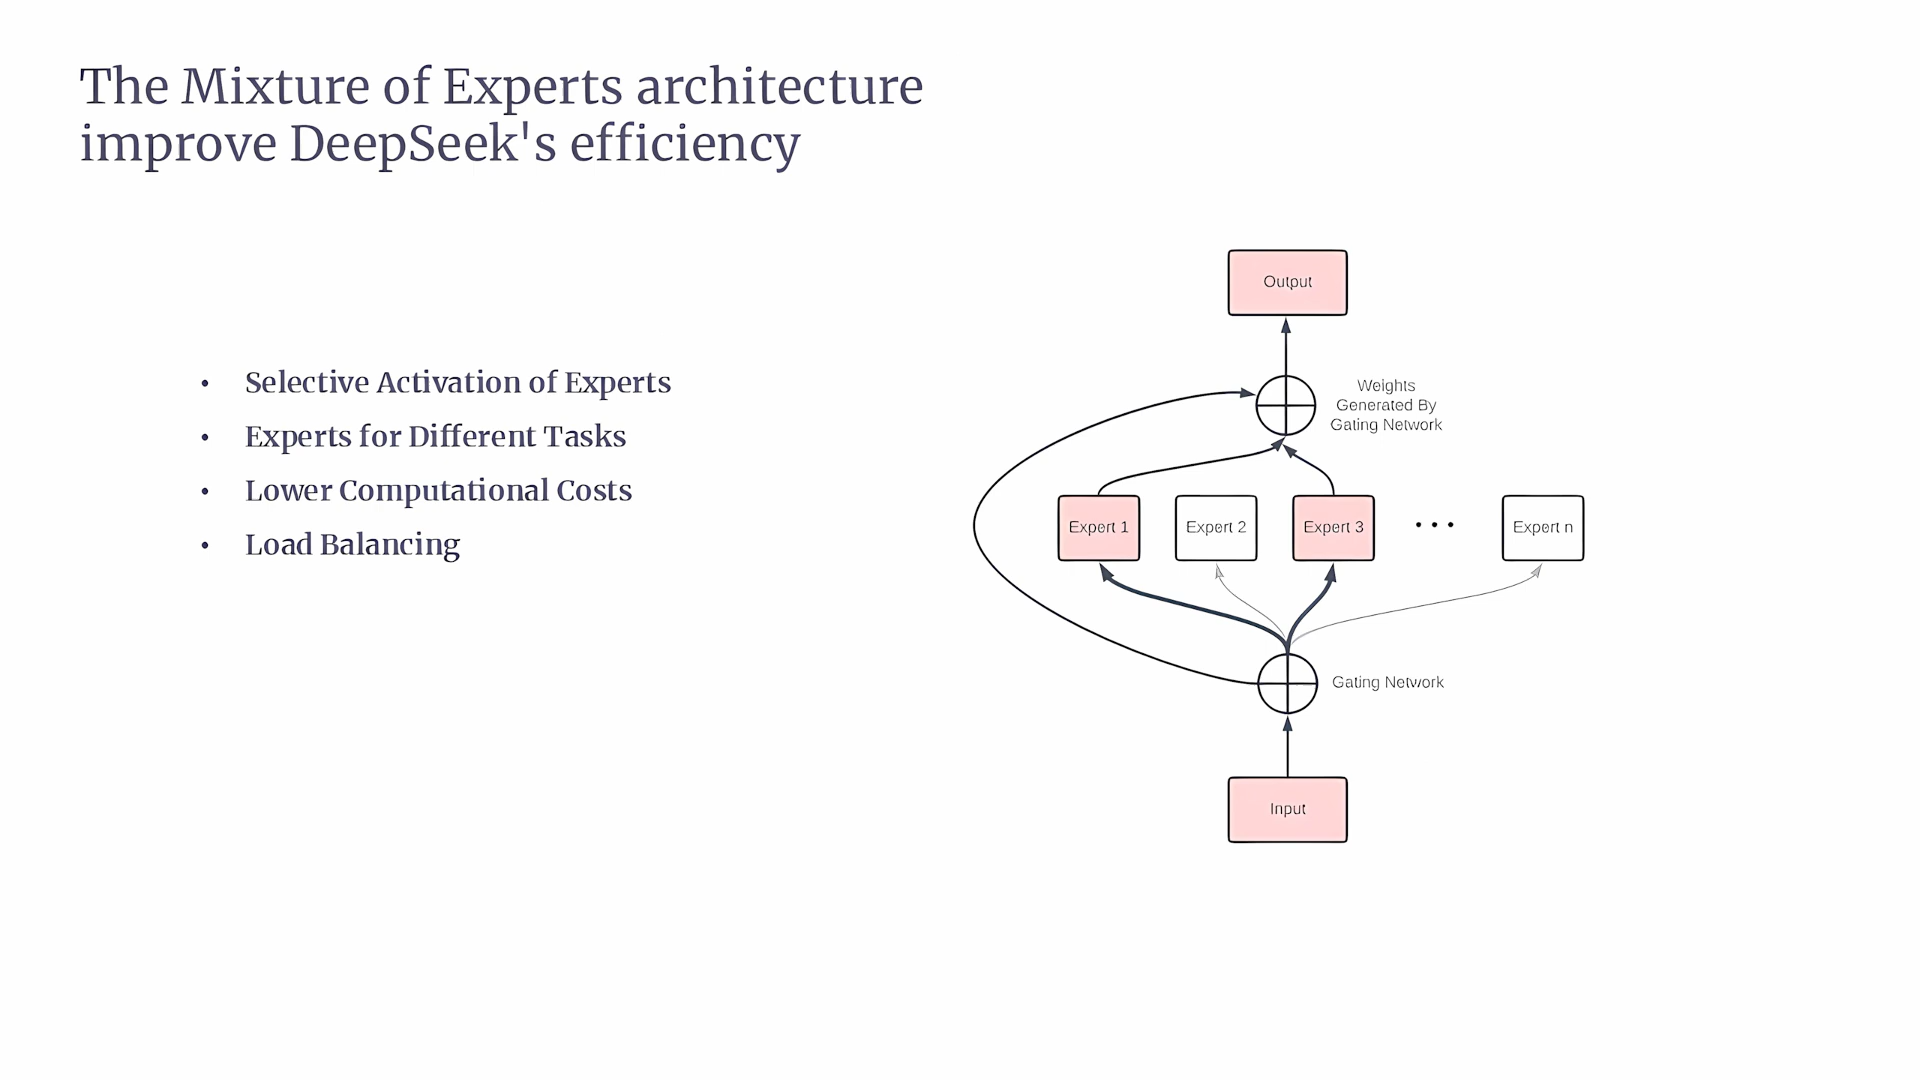 The Mixture of Experts architecture
improve DeepSeek's efficiency
• Selective Activation of Experts
• Experts for Different Tasks
• Lower Computational Costs
• Load Balancing
Output
Weights
Generated By
Gating Network
Expert 1
Expert 2
Expert 3
• • •
Expert n
Gating Network
Input